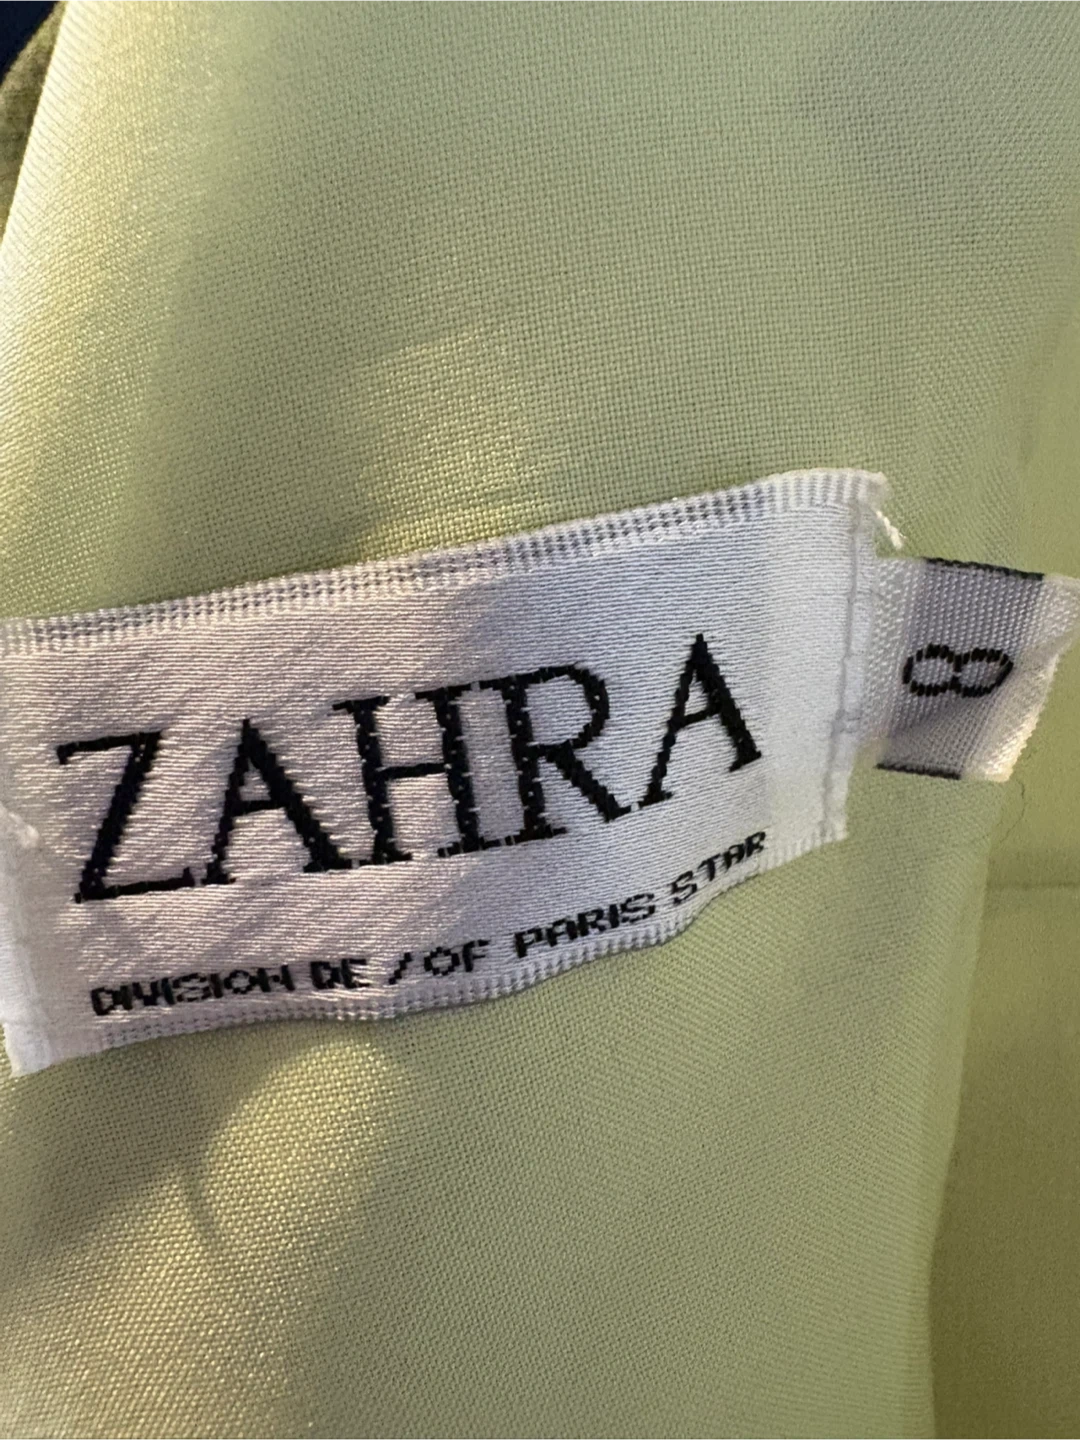 ZAHRA
DIVISION DE / OF PARIS STAR
8